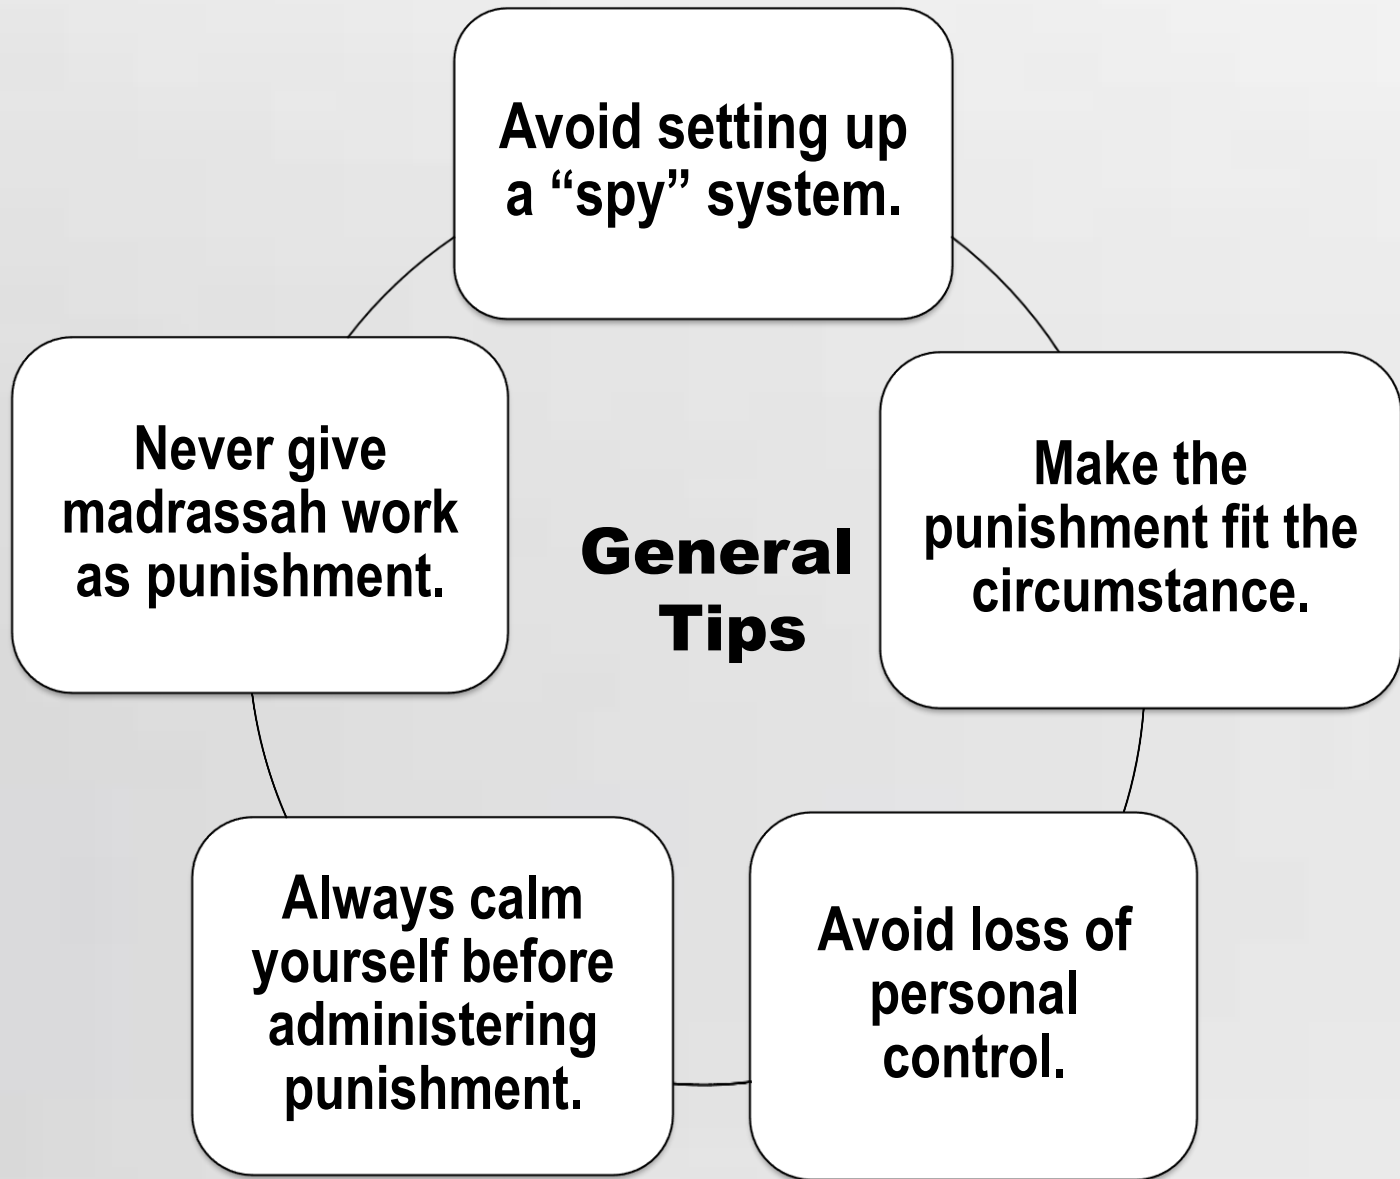 Avoid setting up
a “spy” system.
Make the
punishment fit the
circumstance.
Avoid loss of
personal
control.
Always calm
yourself before
administering
punishment.
Never give
madrassah work
as punishment.
General
Tips